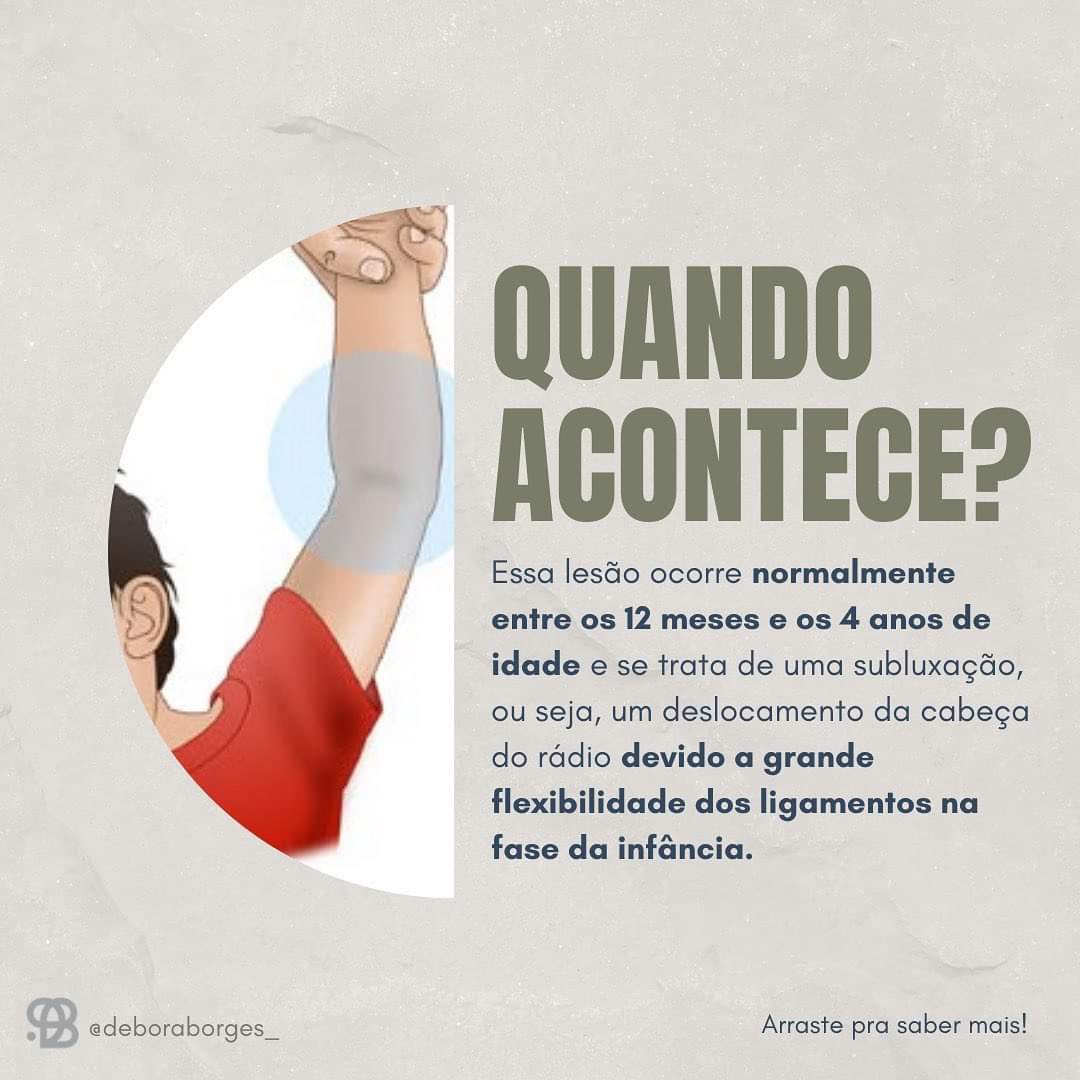 QUANDO
ACONTECE?
Essa lesão ocorre normalmente
entre os 12 meses e os 4 anos de
idade e se trata de uma subluxação,
ou seja, um deslocamento da cabeça
do rádio devido a grande
flexibilidade dos ligamentos na
fase da infância.
@deboraborges_
Arraste pra saber mais!